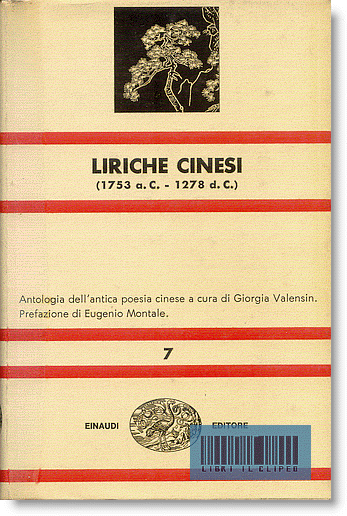 LIRICHE CINESI
(1753 a.C. - 1278 d.C.)
Antologia dell'antica poesia cinese a cura di Giorgia Valensin.
Prefazione di Eugenio Montale.
7
EINAUDI EDITORE
LIBRI IL CLIPEO